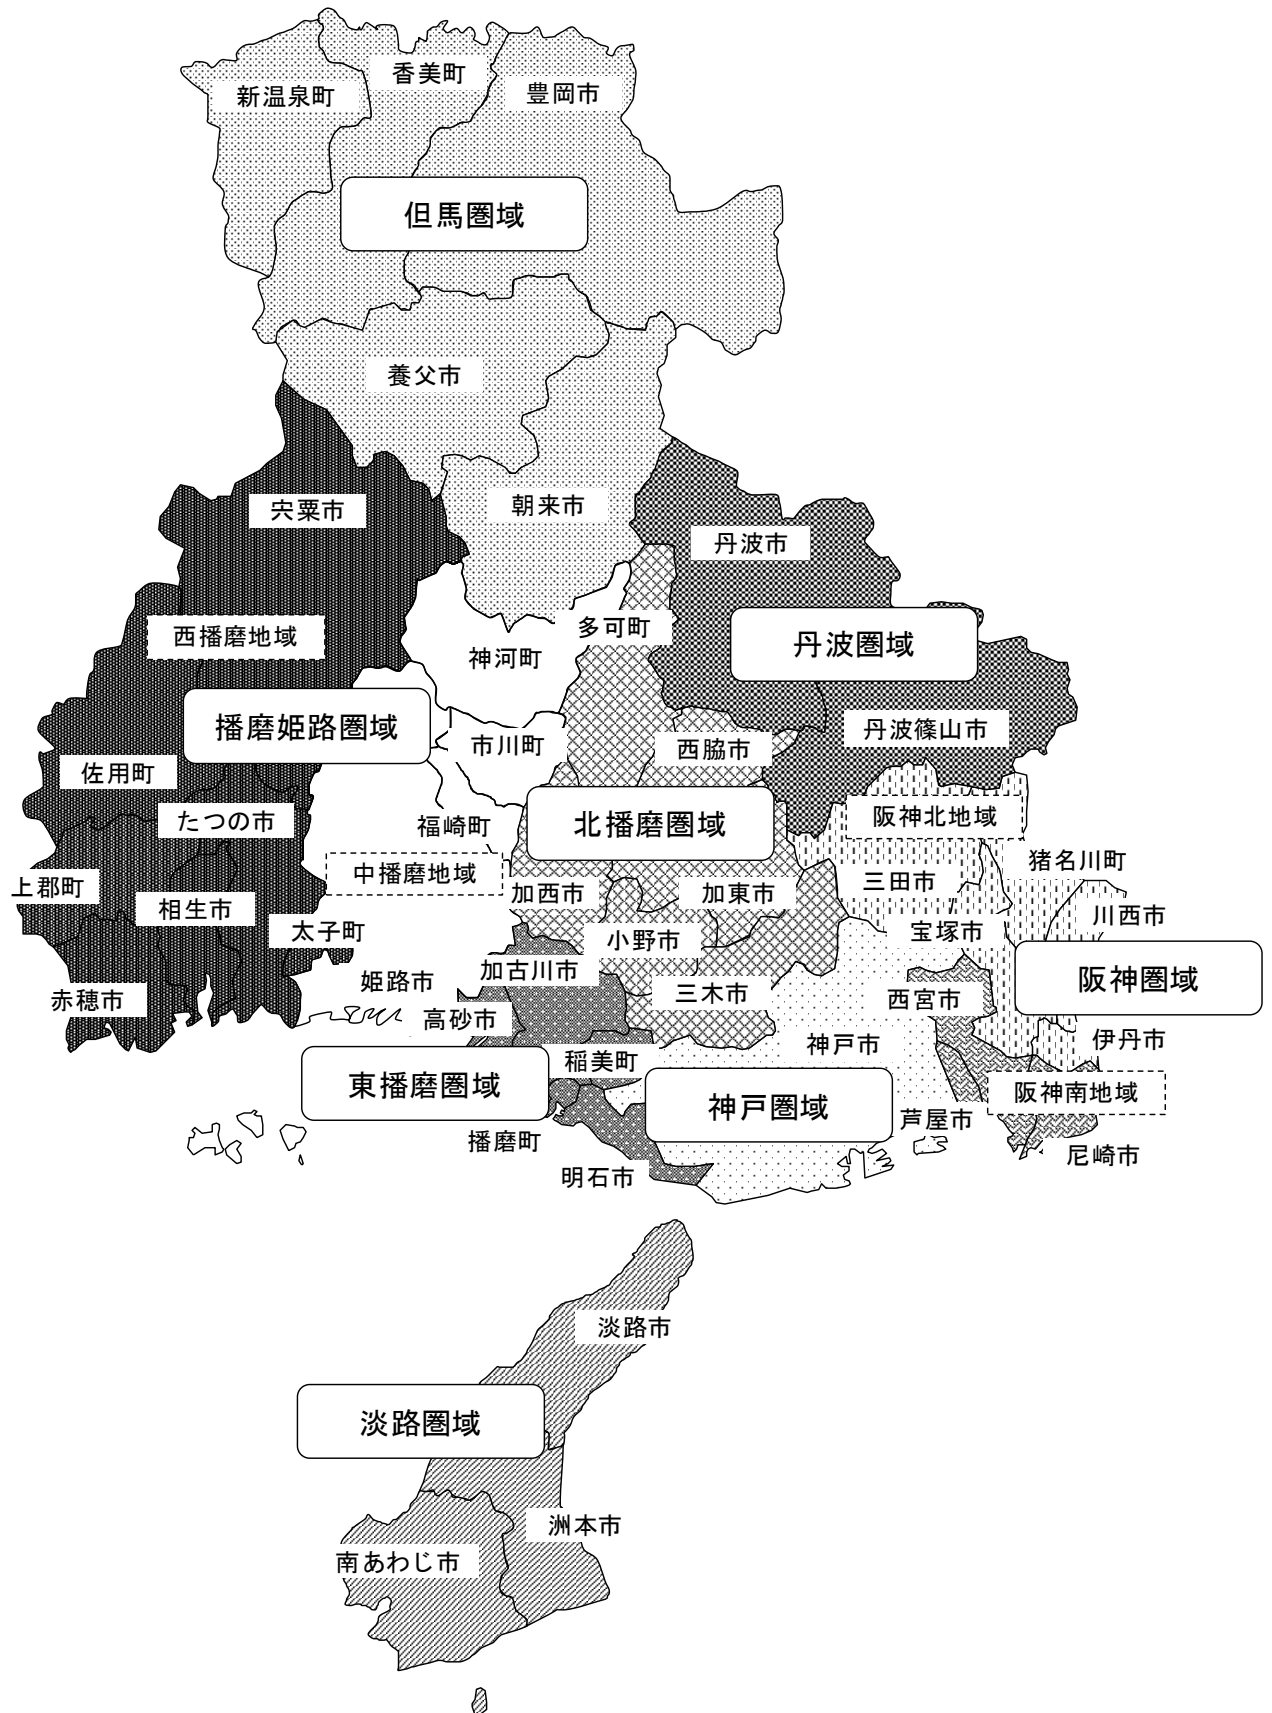 香美町
新温泉町
豊岡市
但馬圏域
養父市
宍粟市
朝来市
丹波市
西播磨地域
多可町
神河町
丹波圏域
播磨姫路圏域
市川町
西脇市
丹波篠山市
佐用町
たつの市
福崎町
北播磨圏域
阪神北地域
猪名川町
上郡町
中播磨地域
加西市
加東市
三田市
相生市
川西市
太子町
小野市
宝塚市
加古川市
姫路市
三木市
西宮市
阪神圏域
赤穂市
高砂市
神戸市
伊丹市
稲美町
東播磨圏域
神戸圏域
阪神南地域
芦屋市
播磨町
尼崎市
明石市
淡路市
淡路圏域
洲本市
南あわじ市